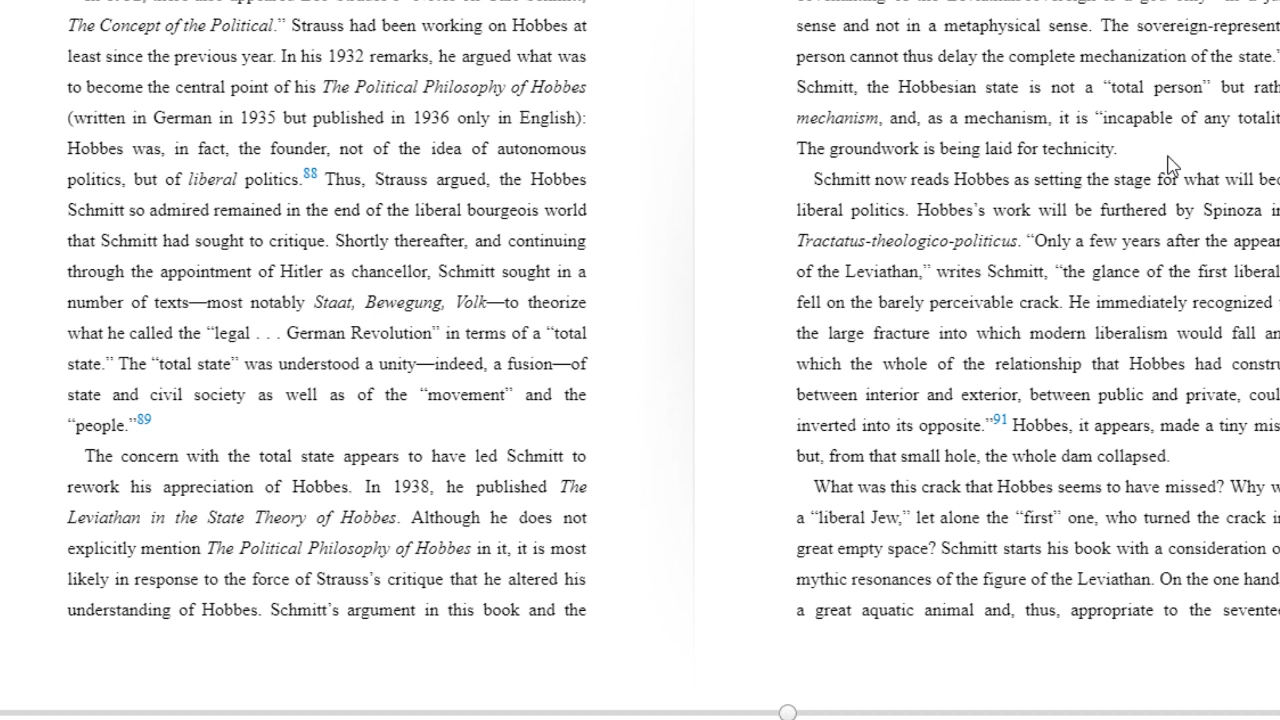 The Concept of the Political.” Strauss had been working on Hobbes at
least since the previous year. In his 1932 remarks, he argued what was
to become the central point of his The Political Philosophy of Hobbes
(written in German in 1935 but published in 1936 only in English):
Hobbes was, in fact, the founder, not of the idea of autonomous
politics, but of liberal politics.88 Thus, Strauss argued, the Hobbes
Schmitt so admired remained in the end of the liberal bourgeois world
that Schmitt had sought to critique. Shortly thereafter, and continuing
through the appointment of Hitler as chancellor, Schmitt sought in a
number of texts—most notably Staat, Bewegung, Volk—to theorize
what he called the “legal . . . German Revolution” in terms of a “total
state.” The “total state” was understood a unity—indeed, a fusion—of
state and civil society as well as of the “movement” and the
“people.”89
The concern with the total state appears to have led Schmitt to
rework his appreciation of Hobbes. In 1938, he published The
Leviathan in the State Theory of Hobbes. Although he does not
explicitly mention The Political Philosophy of Hobbes in it, it is most
likely in response to the force of Strauss’s critique that he altered his
understanding of Hobbes. Schmitt’s argument in this book and the
sense and not in a metaphysical sense. The sovereign-represent
person cannot thus delay the complete mechanization of the state.”
Schmitt, the Hobbesian state is not a “total person” but rath
mechanism, and, as a mechanism, it is “incapable of any totalit
The groundwork is being laid for technicity.
Schmitt now reads Hobbes as setting the stage for what will bec
liberal politics. Hobbes’s work will be furthered by Spinoza in
Tractatus-theologico-politicus. “Only a few years after the appear
of the Leviathan,” writes Schmitt, “the glance of the first liberal
fell on the barely perceivable crack. He immediately recognized
the large fracture into which modern liberalism would fall an
which the whole of the relationship that Hobbes had constru
between interior and exterior, between public and private, coul
inverted into its opposite.”91 Hobbes, it appears, made a tiny mis
but, from that small hole, the whole dam collapsed.
What was this crack that Hobbes seems to have missed? Why w
a “liberal Jew,” let alone the “first” one, who turned the crack in
great empty space? Schmitt starts his book with a consideration o
mythic resonances of the figure of the Leviathan. On the one hand,
a great aquatic animal and, thus, appropriate to the sevente